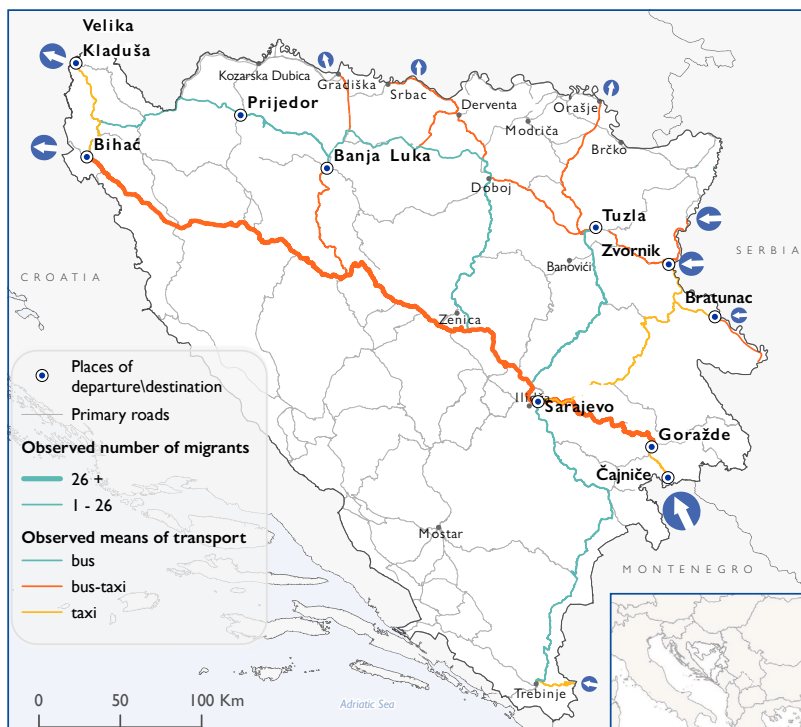 Velika
Kladuša
Kozarska Dubica
Gradiška
Srbac
Derventa
Orašje
Modriča
Brčko
Prijedor
Bihać
Banja Luka
Doboj
Tuzla
Zvornik
SERBIA
Banovići
CROATIA
Bratunac
Zenica
Ilidža
Sarajevo
Goražde
Čajniče
Mostar
MONTENEGRO
Trebinje
Adriatic Sea
Places of
departure\destination
Primary roads
Observed number of migrants
26 +
1 - 26
Observed means of transport
bus
bus-taxi
taxi
0 50 100 Km